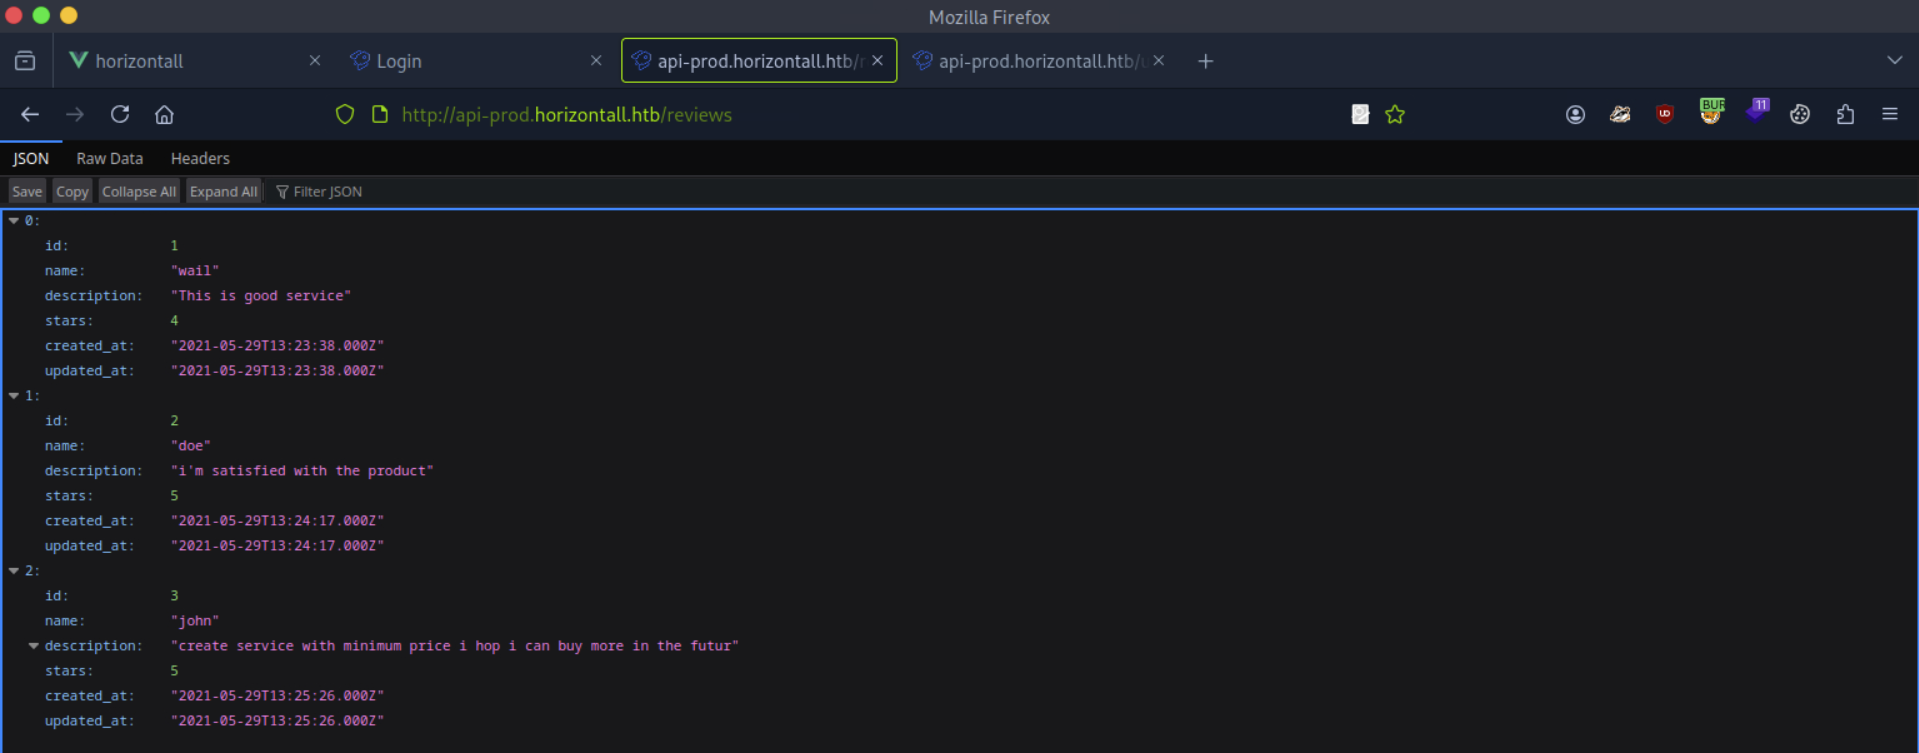 Mozilla Firefox
horizontall
Login
api-prod.horizontall.htb/r
api-prod.horizontall.htb/u
http://api-prod.horizontall.htb/reviews
BUR
11
JSON Raw Data Headers
Save Copy Collapse All Expand All Filter JSON
0:
id: 1
name: "wail"
description: "This is good service"
stars: 4
created_at: "2021-05-29T13:23:38.000Z"
updated_at: "2021-05-29T13:23:38.000Z"
1:
id: 2
name: "doe"
description: "i'm satisfied with the product"
stars: 5
created_at: "2021-05-29T13:24:17.000Z"
updated_at: "2021-05-29T13:24:17.000Z"
2:
id: 3
name: "john"
description: "create service with minimum price i hop i can buy more in the futur"
stars: 5
created_at: "2021-05-29T13:25:26.000Z"
updated_at: "2021-05-29T13:25:26.000Z"